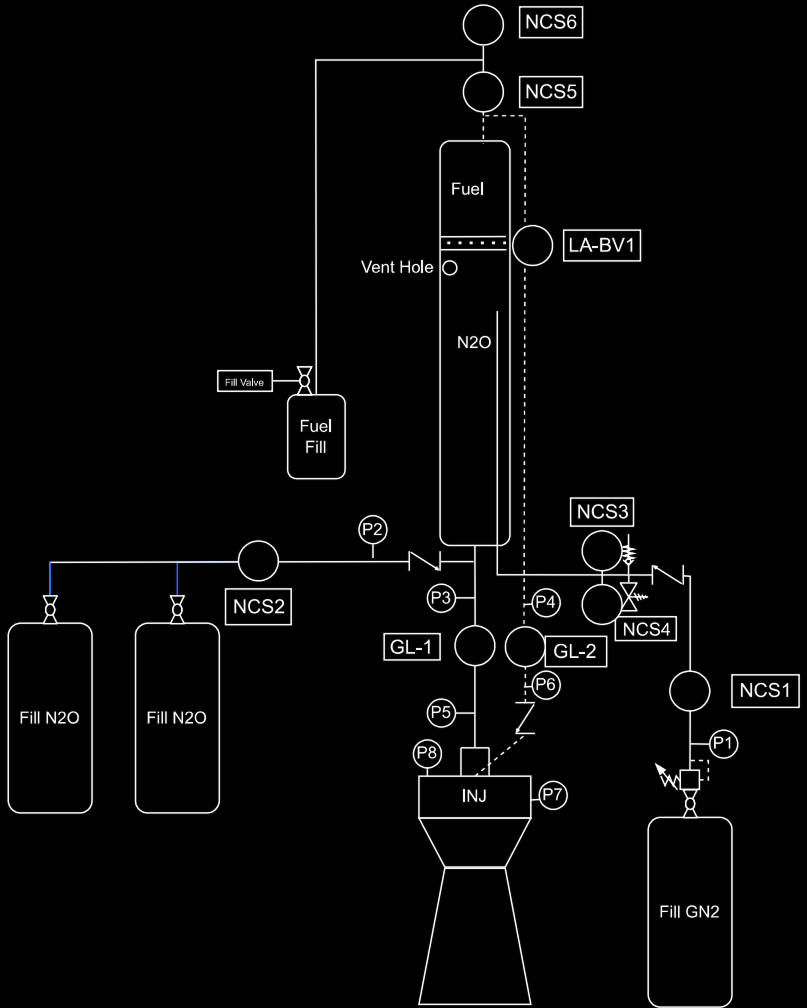 NCS6
NCS5
Fuel
LA-BV1
Vent Hole
N2O
Fill Valve
Fuel
Fill
NCS3
P2
NCS2
P3
P4
NCS4
GL-1
GL-2
P6
NCS1
Fill N2O
Fill N2O
P5
P1
P8
INJ
P7
Fill GN2